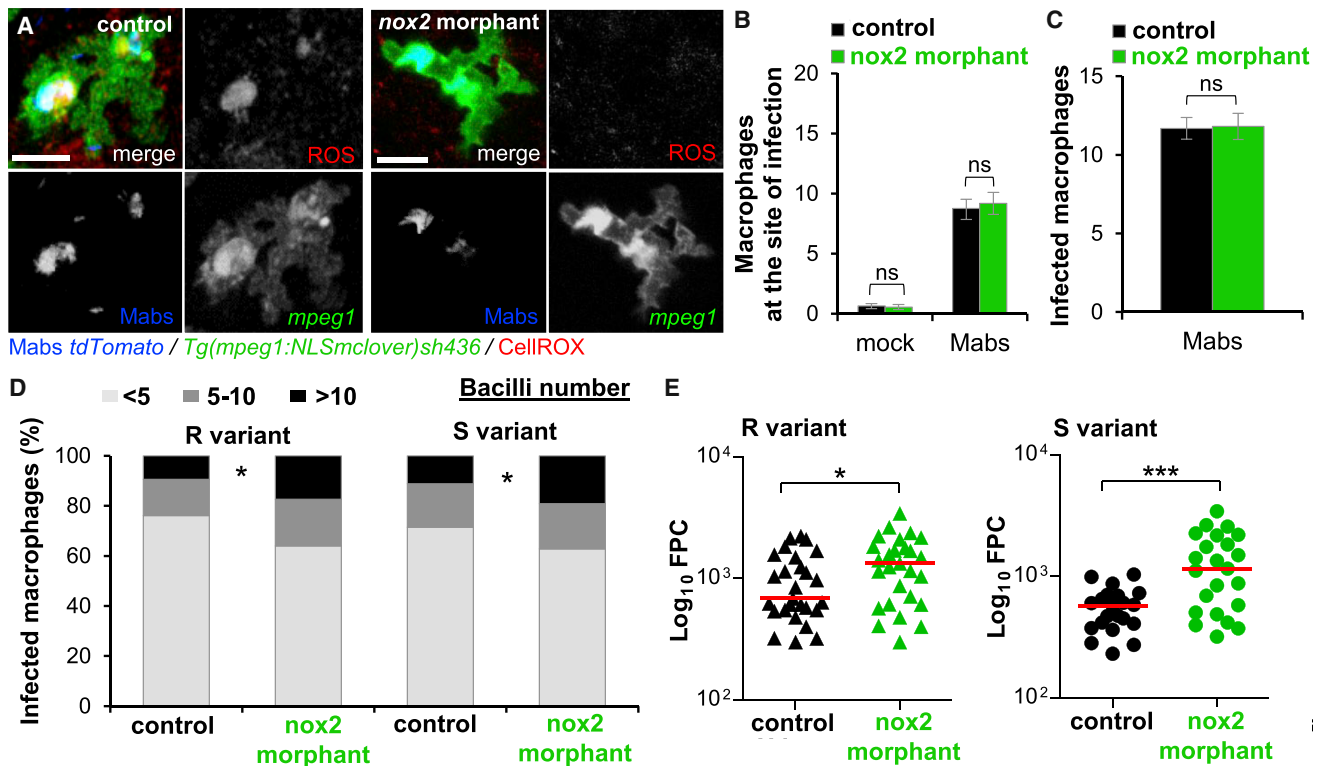 A
control
nox2 morphant
merge
ROS
merge
ROS
Mabs
mpeg1
Mabs
mpeg1
Mabs tdTomato / Tg(mpeg1:NLSmclover)sh436 / CellROX
B
control
nox2 morphant
Macrophages
at the site of infection
20
15
10
5
0
ns
ns
mock
Mabs
C
control
nox2 morphant
Infected macrophages
15
10
5
0
ns
Mabs
D
<5
5-10
>10
Bacilli number
R variant
S variant
Infected macrophages (%)
100
80
60
40
20
0
*
*
control
nox2
morphant
control
nox2
morphant
E
R variant
Log10 FPC
10⁴
10³
10²
*
control
nox2
morphant
S variant
Log10 FPC
10⁴
10³
10²
***
control
nox2
morphant